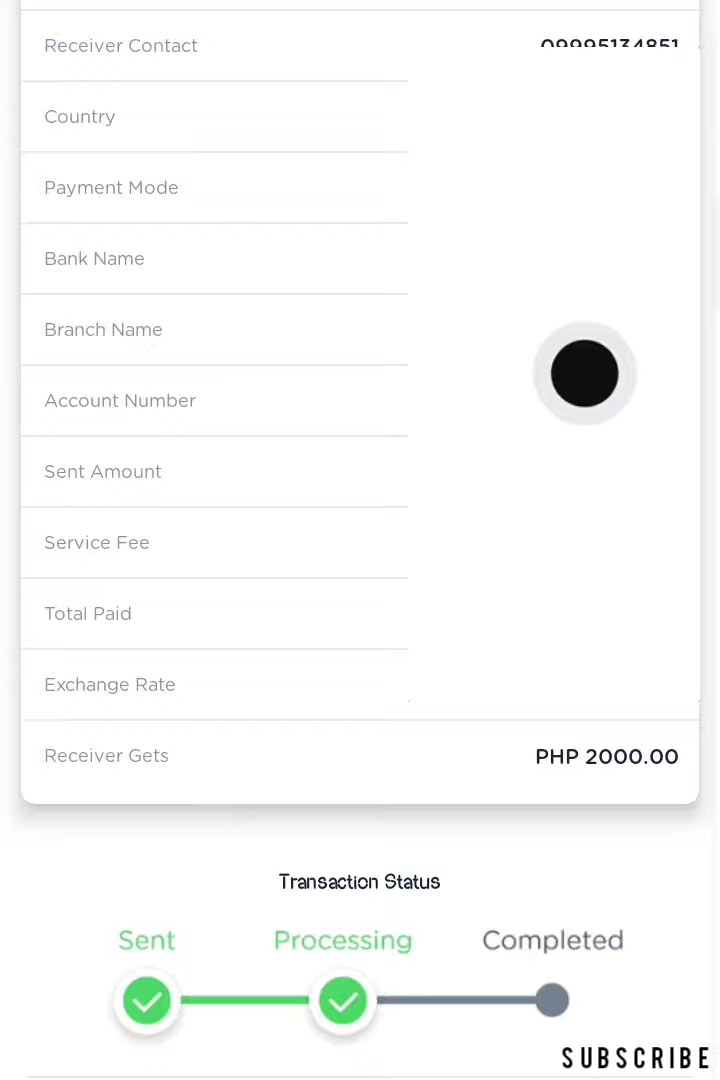 Receiver Contact 09995134851
Country
Payment Mode
Bank Name
Branch Name
Account Number
Sent Amount
Service Fee
Total Paid
Exchange Rate
Receiver Gets PHP 2000.00
Transaction Status
Sent Processing Completed
SUBSCRIBE